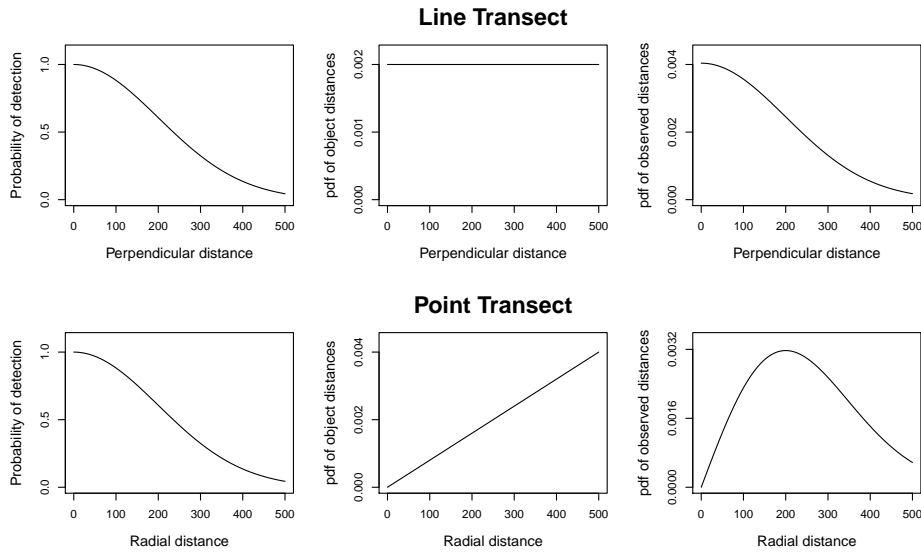 Line Transect
Probability of detection
0.0 0.5 1.0
0 100 200 300 400 500
Perpendicular distance
pdf of object distances
0.000 0.001 0.002
0 100 200 300 400 500
Perpendicular distance
pdf of observed distances
0.000 0.002 0.004
0 100 200 300 400 500
Perpendicular distance
Point Transect
Probability of detection
0.0 0.5 1.0
0 100 200 300 400 500
Radial distance
pdf of object distances
0.000 0.002 0.004
0 100 200 300 400 500
Radial distance
pdf of observed distances
0.0000 0.0016 0.0032
0 100 200 300 400 500
Radial distance